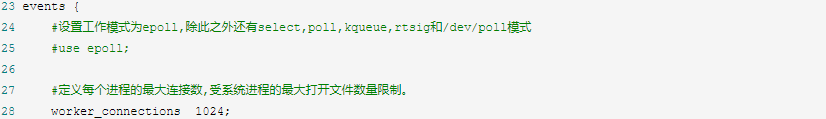 23 events {
24     #设置工作模式为epoll,除此之外还有select,poll,kqueue,rtsig和/dev/poll模式
25     #use epoll;
26
27     #定义每个进程的最大连接数,受系统进程的最大打开文件数量限制。
28     worker_connections  1024;